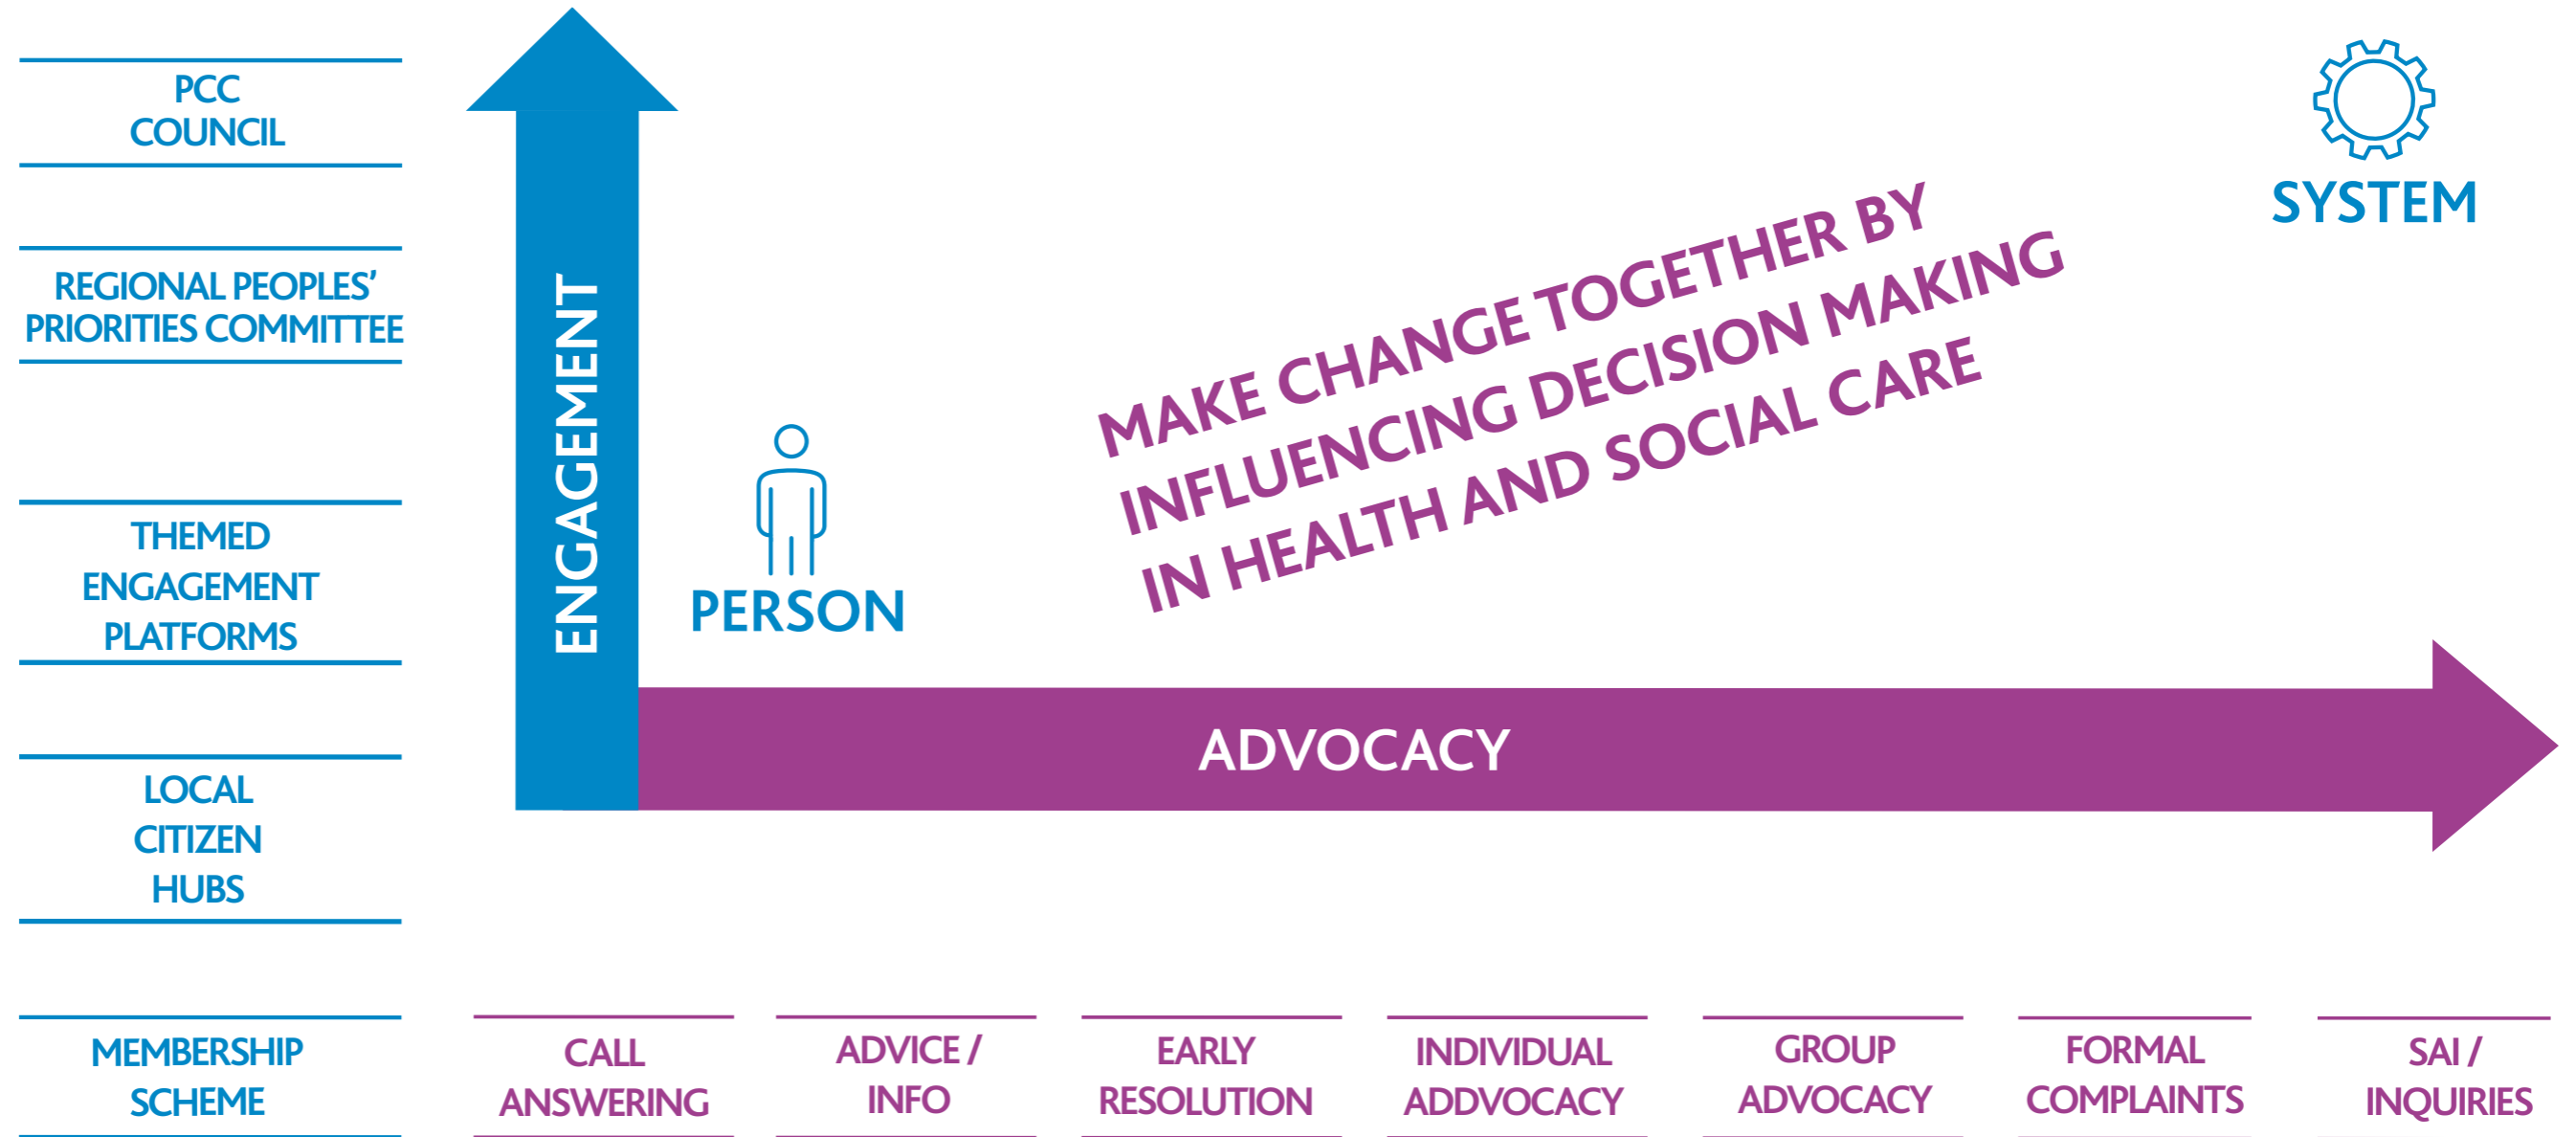 PCC
COUNCIL
REGIONAL PEOPLES’
PRIORITIES COMMITTEE
THEMED
ENGAGEMENT
PLATFORMS
LOCAL
CITIZEN
HUBS
MEMBERSHIP
SCHEME
ENGAGEMENT
PERSON
MAKE CHANGE TOGETHER BY
INFLUENCING DECISION MAKING
IN HEALTH AND SOCIAL CARE
SYSTEM
ADVOCACY
CALL
ANSWERING
ADVICE /
INFO
EARLY
RESOLUTION
INDIVIDUAL
ADDVOCACY
GROUP
ADVOCACY
FORMAL
COMPLAINTS
SAI /
INQUIRIES